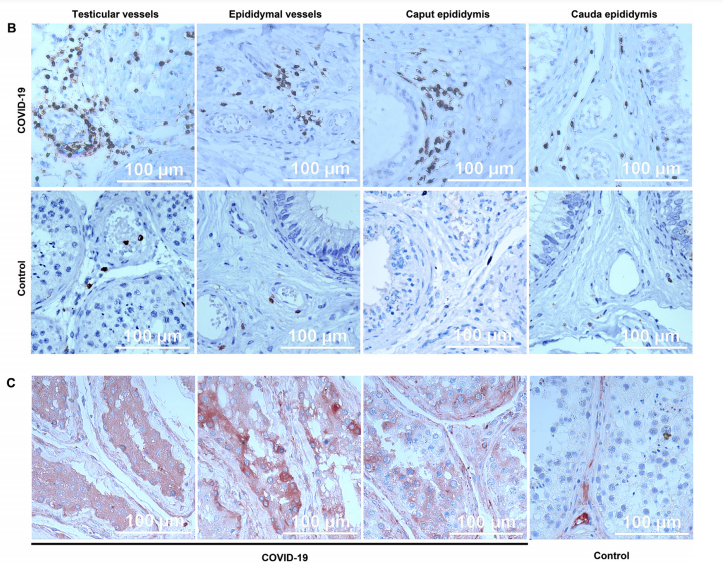 Testicular vessels Epididymal vessels Caput epididymis Cauda epididymis
B
COVID-19
100 µm 100 µm 100 µm 100 µm
Control
100 µm 100 µm 100 µm 100 µm
C
100 µm 100 µm 100 µm 100 µm
COVID-19 Control